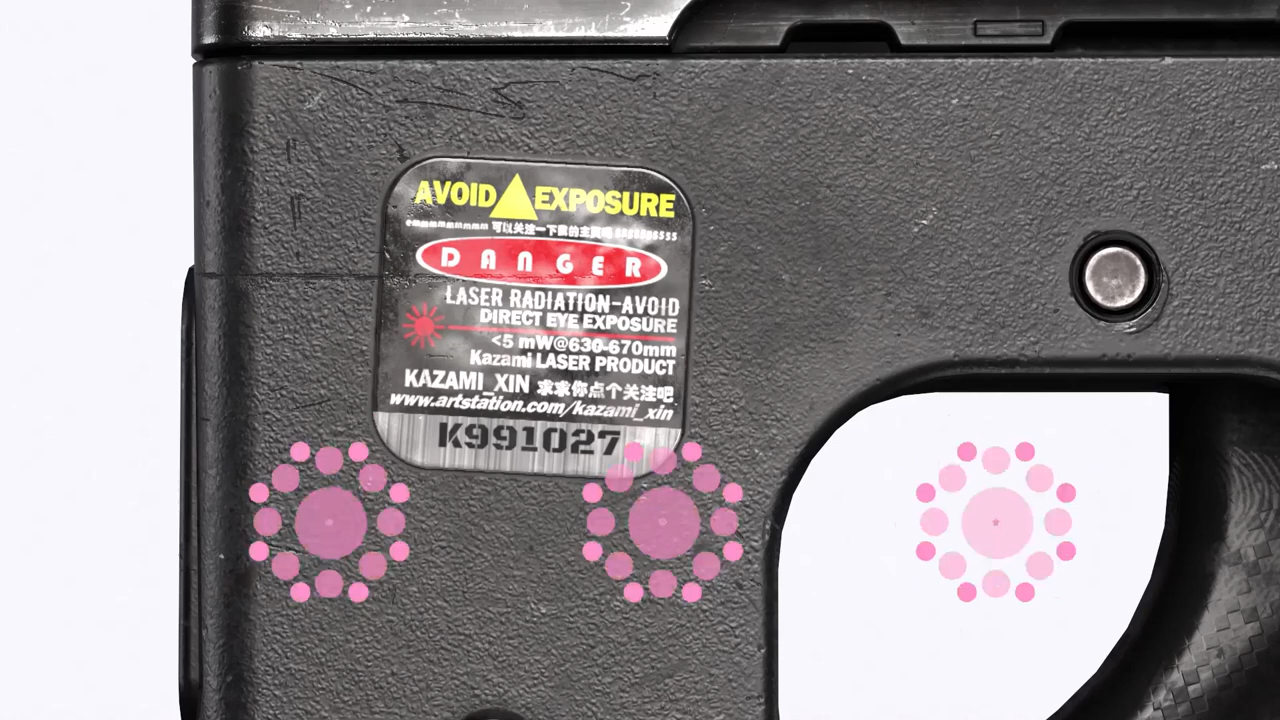 AVOID EXPOSURE
可以关注一下我的主页吗
DANGER
LASER RADIATION-AVOID
DIRECT EYE EXPOSURE
<5 mW@630-670mm
Kazami LASER PRODUCT
KAZAMI_XIN 求求你点个关注吧
www.artstation.com/kazami_xin
K991027